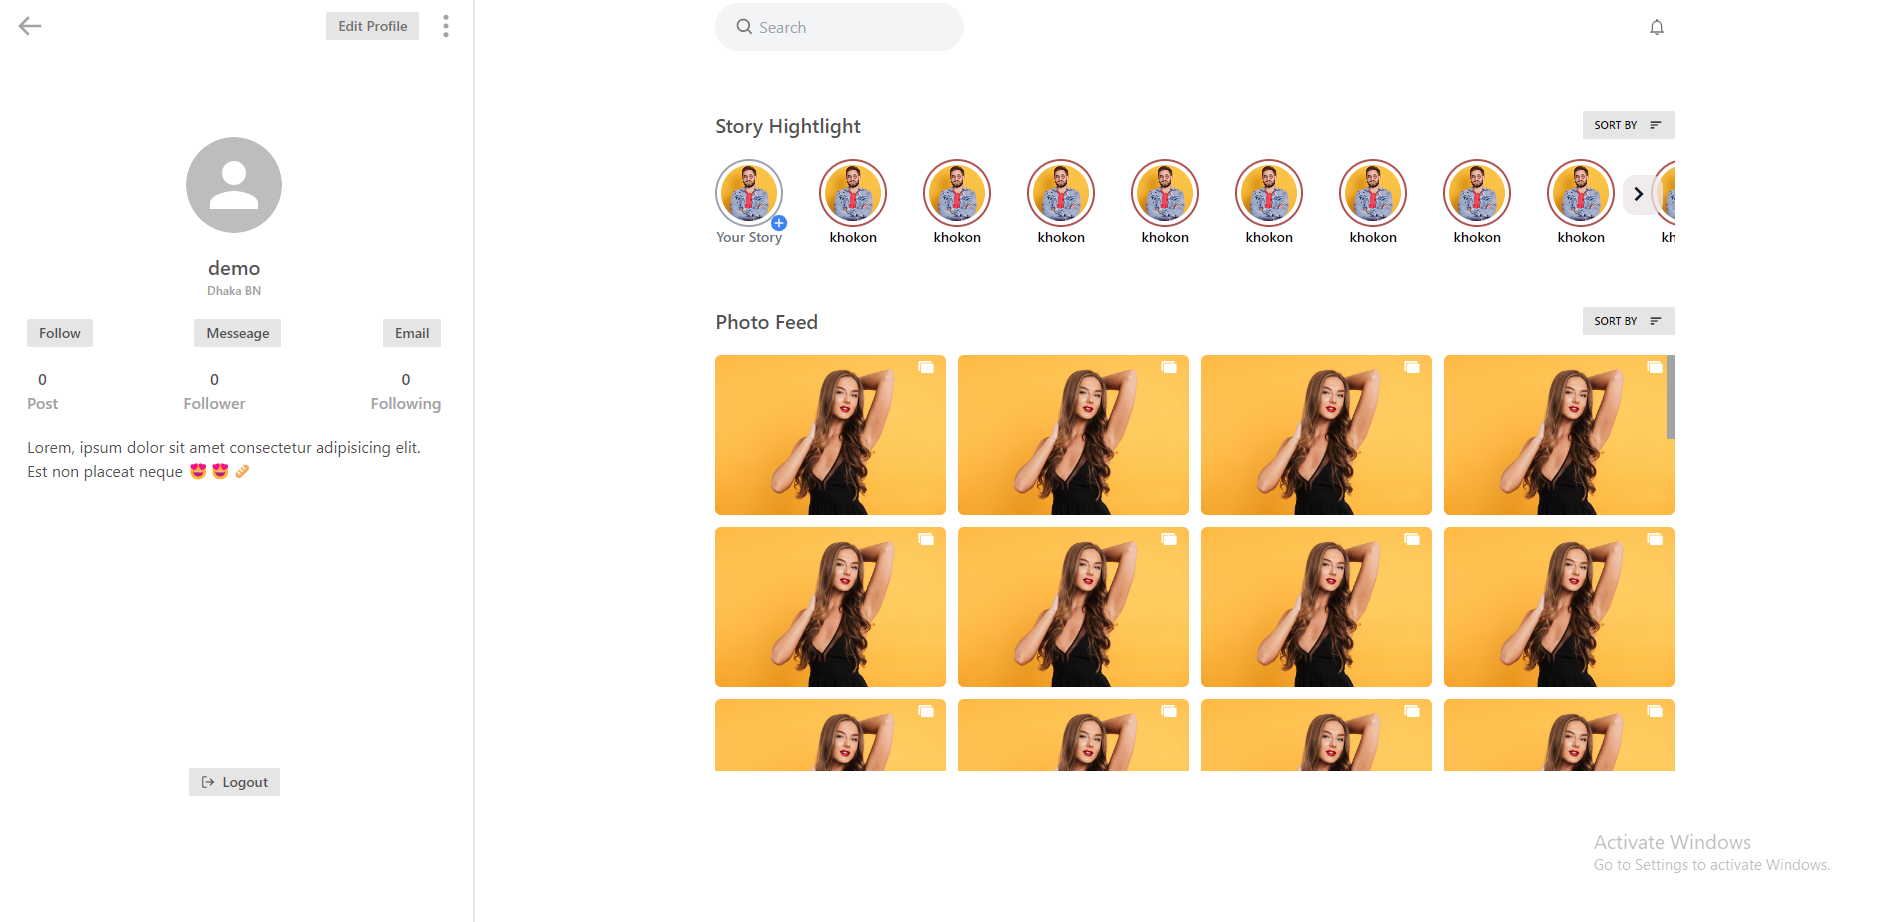 Edit Profile
demo
Dhaka BN
Follow
Messeage
Email
0
0
0
Post
Follower
Following
Lorem, ipsum dolor sit amet consectetur adipisicing elit.
Est non placeat neque 😍 😍 🥖
Logout
Search
Story Hightlight
SORT BY
Your Story
khokon
khokon
khokon
khokon
khokon
khokon
khokon
khokon
kh
Photo Feed
SORT BY
Activate Windows
Go to Settings to activate Windows.